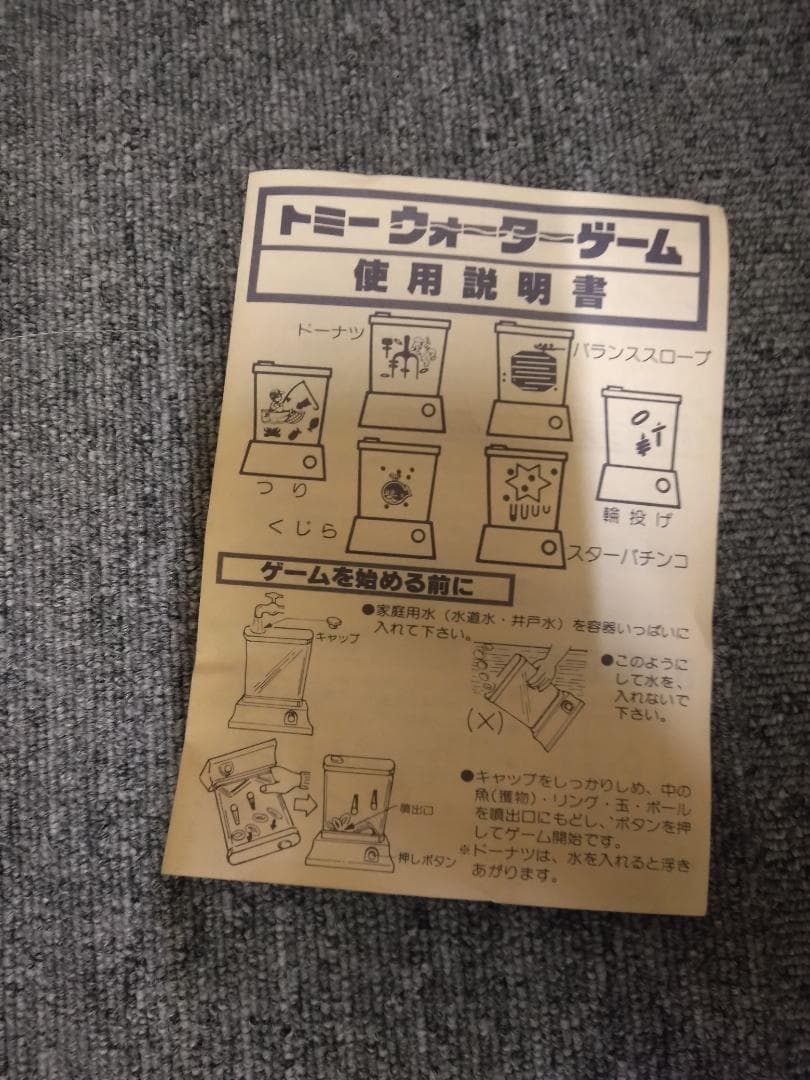 トミーウォーターゲーム
使用説明書
ドーナツ
バランススロープ
つり
輪投げ
くじら
スターパチンコ
ゲームを始める前に
●家庭用水（水道水・井戸水）を容器いっぱいに
入れて下さい。
キャップ
●このように
して水を、
入れないで
下さい。
(×)
●キャップをしっかりしめ、中の
魚(獲物)・リング・玉・ボール
を噴出口にもどし、ボタンを押
してゲーム開始です。
※ドーナツは、水を入れると浮き
あがります。
噴出口
押しボタン